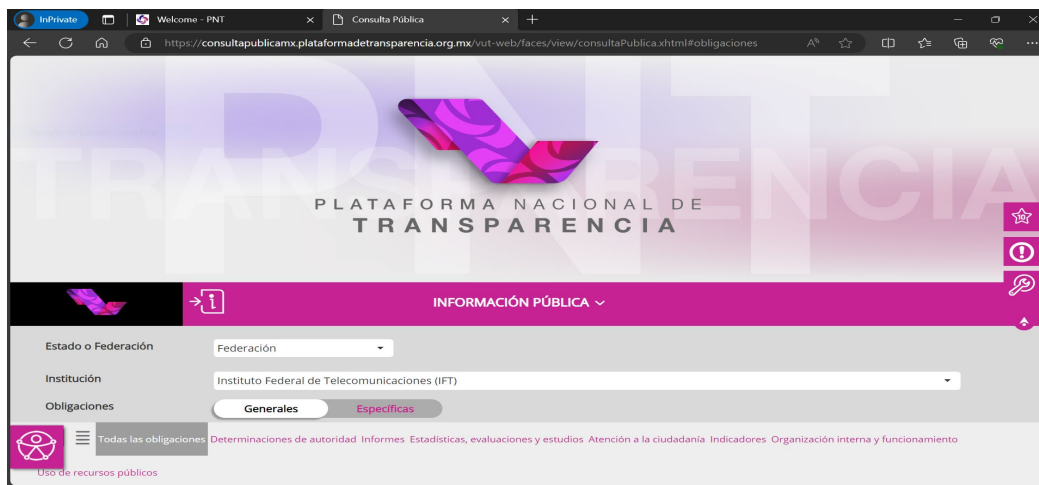 InPrivate
Welcome - PNT
Consulta Pública
https://consultapublicamx.plataformadetransparencia.org.mx/vut-web/faces/view/consultaPublica.xhtml#obligaciones
PNT
TRANSPARENCIA
PLATAFORMA NACIONAL DE
TRANSPARENCIA
INFORMACIÓN PÚBLICA
Estado o Federación Federación
Institución Instituto Federal de Telecomunicaciones (IFT)
Obligaciones Generales Específicas
Todas las obligaciones Determinaciones de autoridad Informes Estadísticas, evaluaciones y estudios Atención a la ciudadanía Indicadores Organización interna y funcionamiento
Uso de recursos públicos